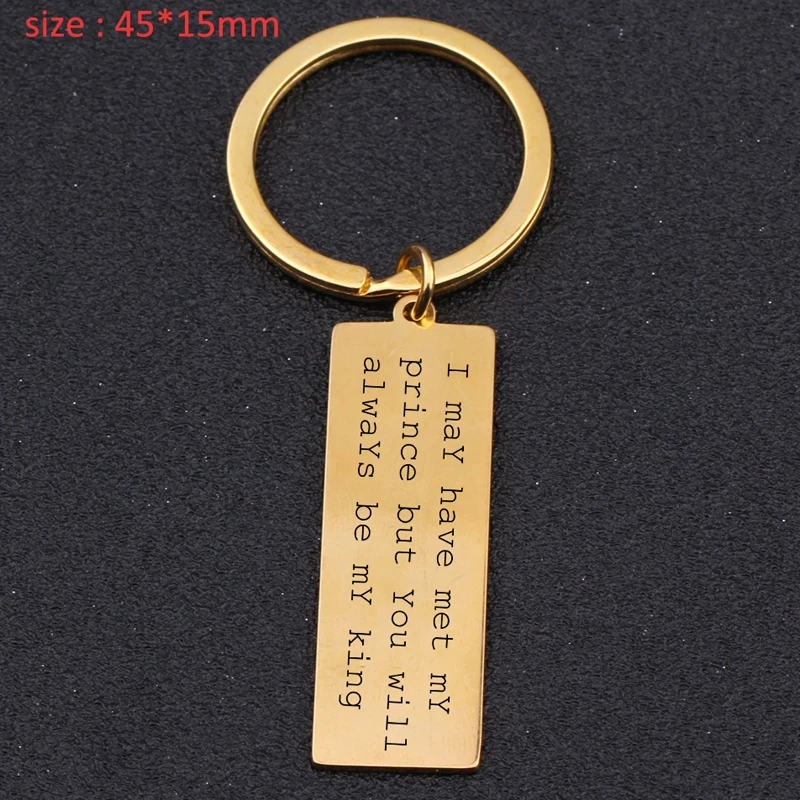 size : 45*15mm
I maY have met mY
prince but You will
alwaYs be mY king